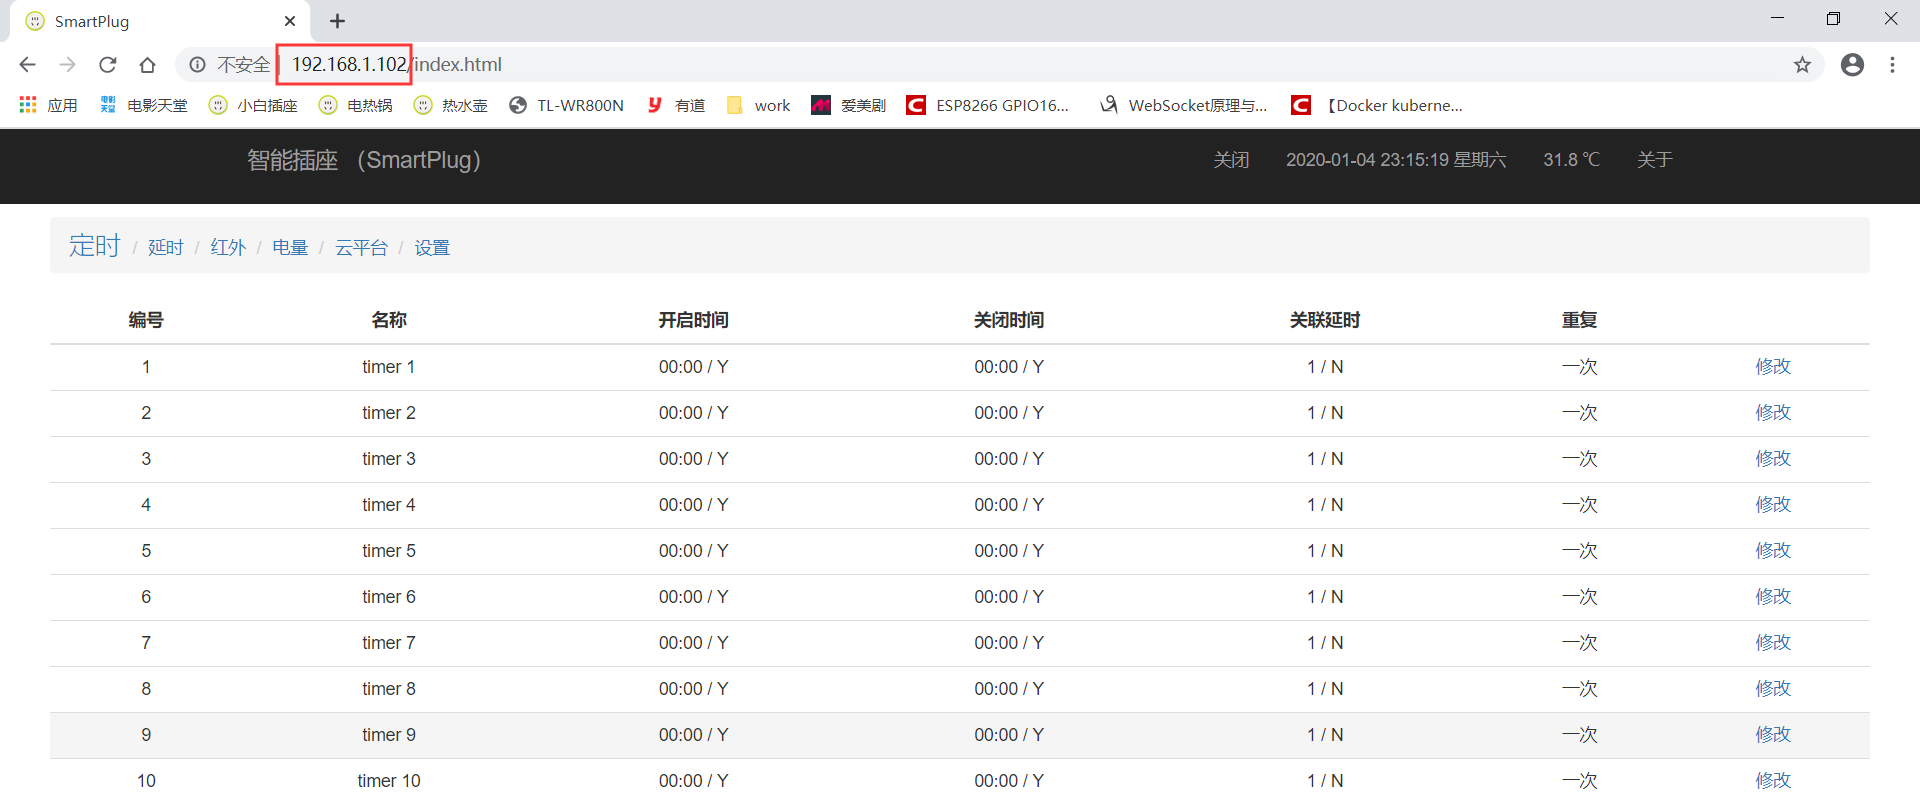 SmartPlug
不安全 192.168.1.102/index.html
应用 电影天堂 电影天堂 小白插座 电热锅 热水壶 TL-WR800N y 有道 work 爱美剧 C ESP8266 GPIO16... WebSocket原理与... C 【Docker kuberne...
智能插座 （SmartPlug） 关闭 2020-01-04 23:15:19 星期六 31.8 ℃ 关于
定时 / 延时 / 红外 / 电量 / 云平台 / 设置
编号 名称 开启时间 关闭时间 关联延时 重复
1 timer 1 00:00 / Y 00:00 / Y 1 / N 一次 修改
2 timer 2 00:00 / Y 00:00 / Y 1 / N 一次 修改
3 timer 3 00:00 / Y 00:00 / Y 1 / N 一次 修改
4 timer 4 00:00 / Y 00:00 / Y 1 / N 一次 修改
5 timer 5 00:00 / Y 00:00 / Y 1 / N 一次 修改
6 timer 6 00:00 / Y 00:00 / Y 1 / N 一次 修改
7 timer 7 00:00 / Y 00:00 / Y 1 / N 一次 修改
8 timer 8 00:00 / Y 00:00 / Y 1 / N 一次 修改
9 timer 9 00:00 / Y 00:00 / Y 1 / N 一次 修改
10 timer 10 00:00 / Y 00:00 / Y 1 / N 一次 修改